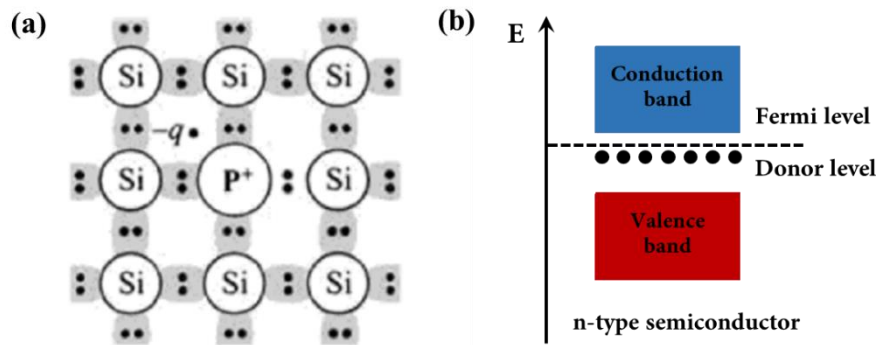 (a)
Si Si Si
−q
Si P⁺ Si
Si Si Si
(b)
E
Conduction
band
Fermi level
Donor level
Valence
band
n-type semiconductor